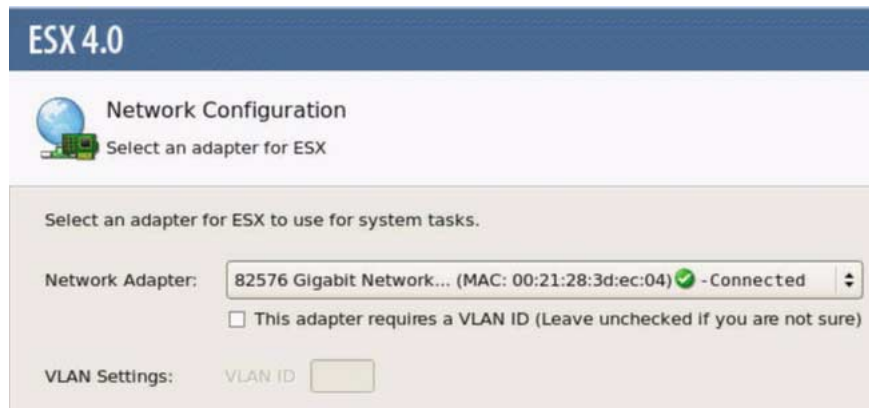 ESX 4.0
Network Configuration
Select an adapter for ESX
Select an adapter for ESX to use for system tasks.
Network Adapter: 82576 Gigabit Network... (MAC: 00:21:28:3d:ec:04) - Connected
This adapter requires a VLAN ID (Leave unchecked if you are not sure)
VLAN Settings: VLAN ID